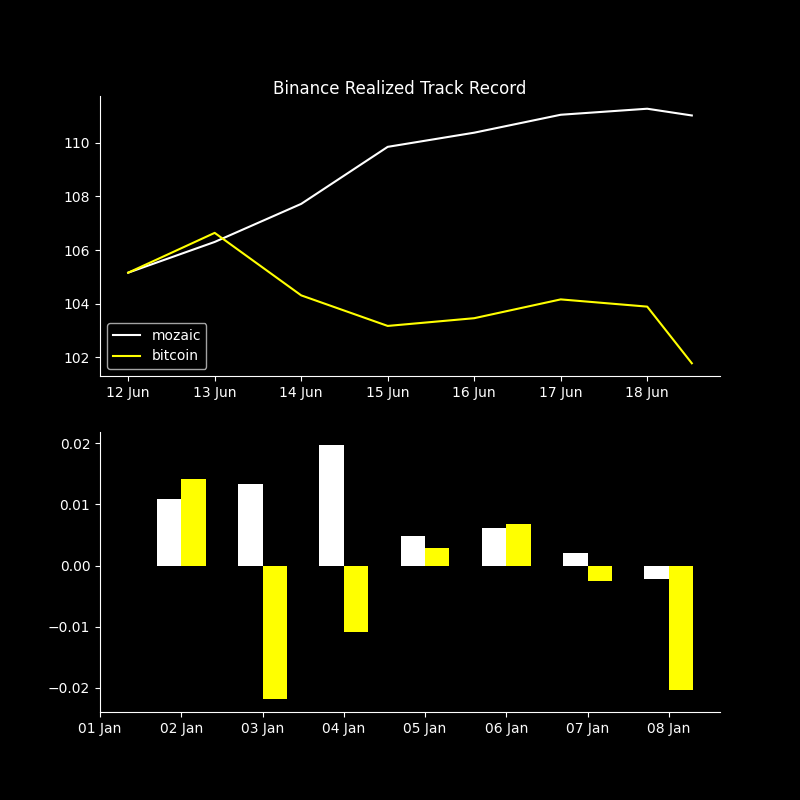 Binance Realized Track Record
110
108
106
104
102
mozaic
bitcoin
12 Jun 13 Jun 14 Jun 15 Jun 16 Jun 17 Jun 18 Jun
0.02
0.01
0.00
−0.01
−0.02
01 Jan 02 Jan 03 Jan 04 Jan 05 Jan 06 Jan 07 Jan 08 Jan